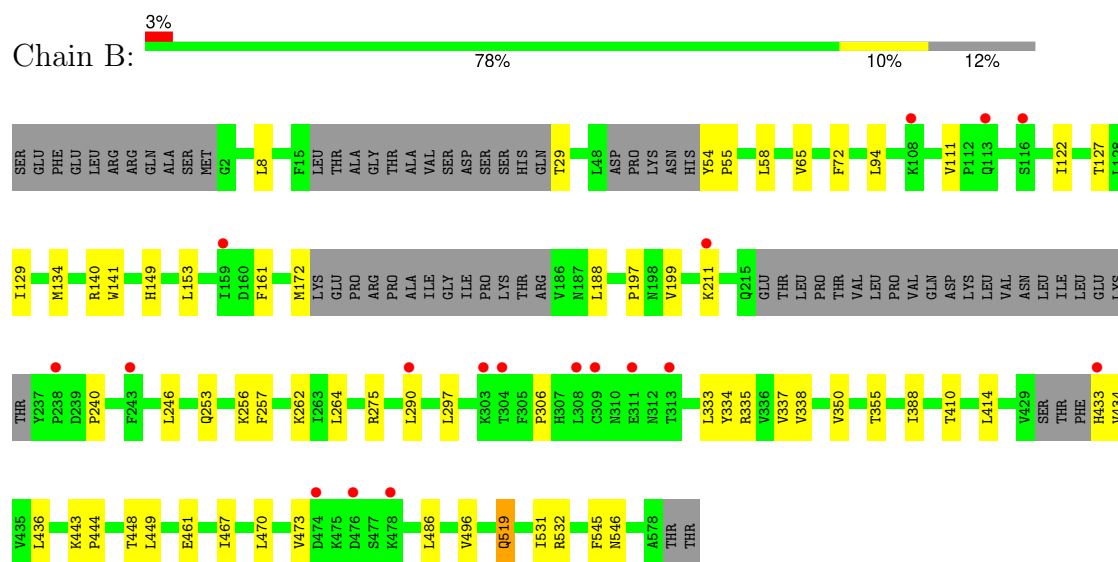 3%
Chain B:
78% 10% 12%
SER GLU PHE GLU LEU ARG ARG GLN ALA SER MET G2 L8 F15 LEU THR ALA GLY THR ALA VAL SER ASP SER SER HIS GLN T29 L48 ASP PRO LYS ASN HIS Y54 P55 L58 V65 F72 L94 K108 V111 P112 Q113 S116 I122 T127 L128
I129 M134 R140 W141 H149 L153 I159 D160 F161 M172 LYS GLU PRO ARG PRO ALA ILE GLY ILE PRO LYS THR ARG V186 N187 L188 P197 N198 V199 K211 Q215 GLU THR LEU PRO THR VAL LEU PRO VAL GLN ASP LYS LEU VAL ASN LEU ILE LEU GLU LYS
THR Y237 P238 D239 P240 F243 L246 Q253 K256 F257 K262 I263 L264 R275 L290 L297 K303 T304 F305 P306 H307 L308 C309 N310 E311 N312 T313 L333 Y334 R335 V336 V337 V338 V350 T355 I388 T410 L414 V429 SER THR PHE H433 V434
V435 L436 K443 P444 T448 L449 E461 I467 L470 V473 D474 K475 D476 S477 K478 L486 V496 Q519 I531 R532 F545 N546 A578 THR THR